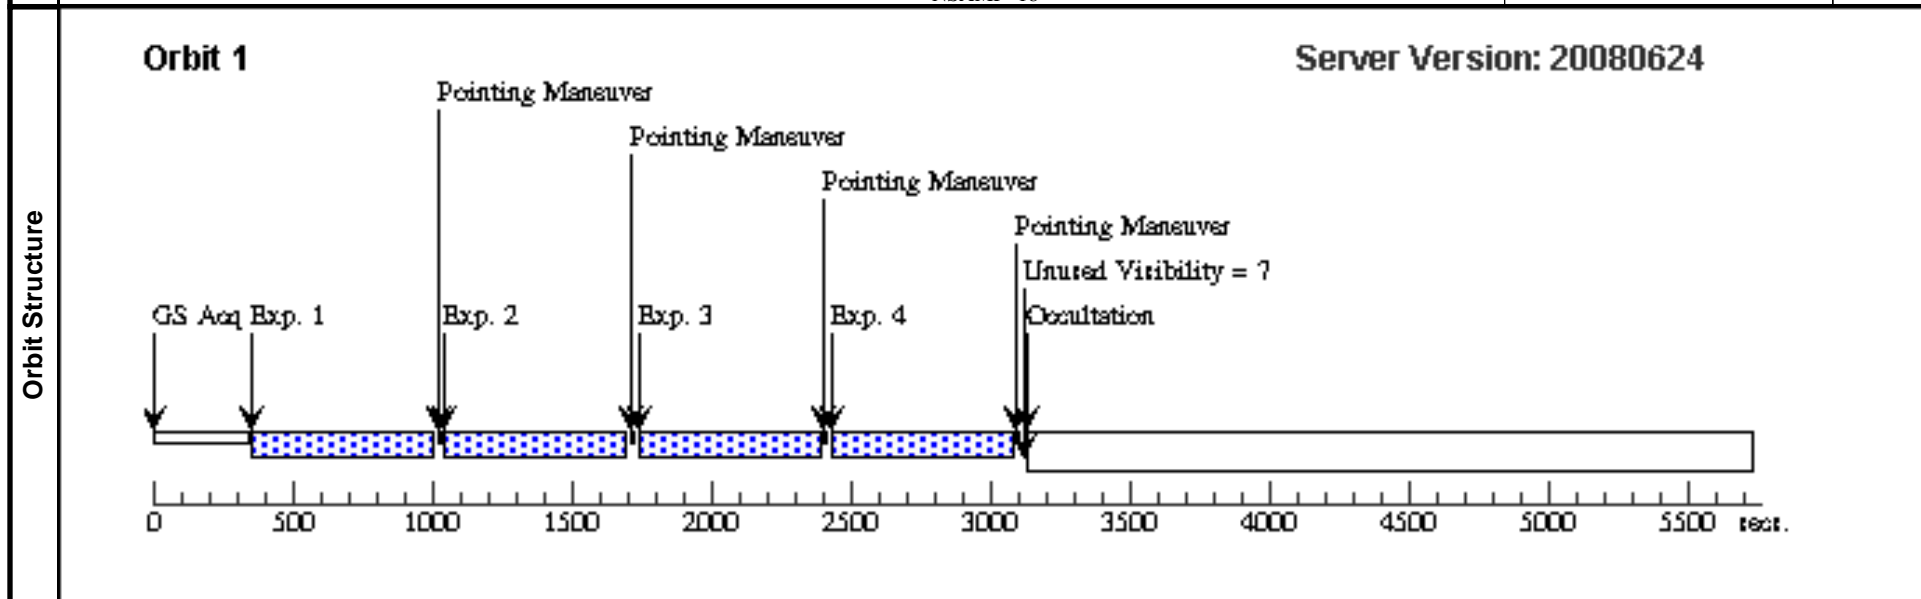 Orbit 1
Server Version: 20080624
Pointing Maneuver
Pointing Maneuver
Pointing Maneuver
Pointing Maneuver
Unused Visibility = 7
GS Acq Exp. 1 Exp. 2 Exp. 3 Exp. 4 Occultation
0 500 1000 1500 2000 2500 3000 3500 4000 4500 5000 5500 secs.
Orbit Structure